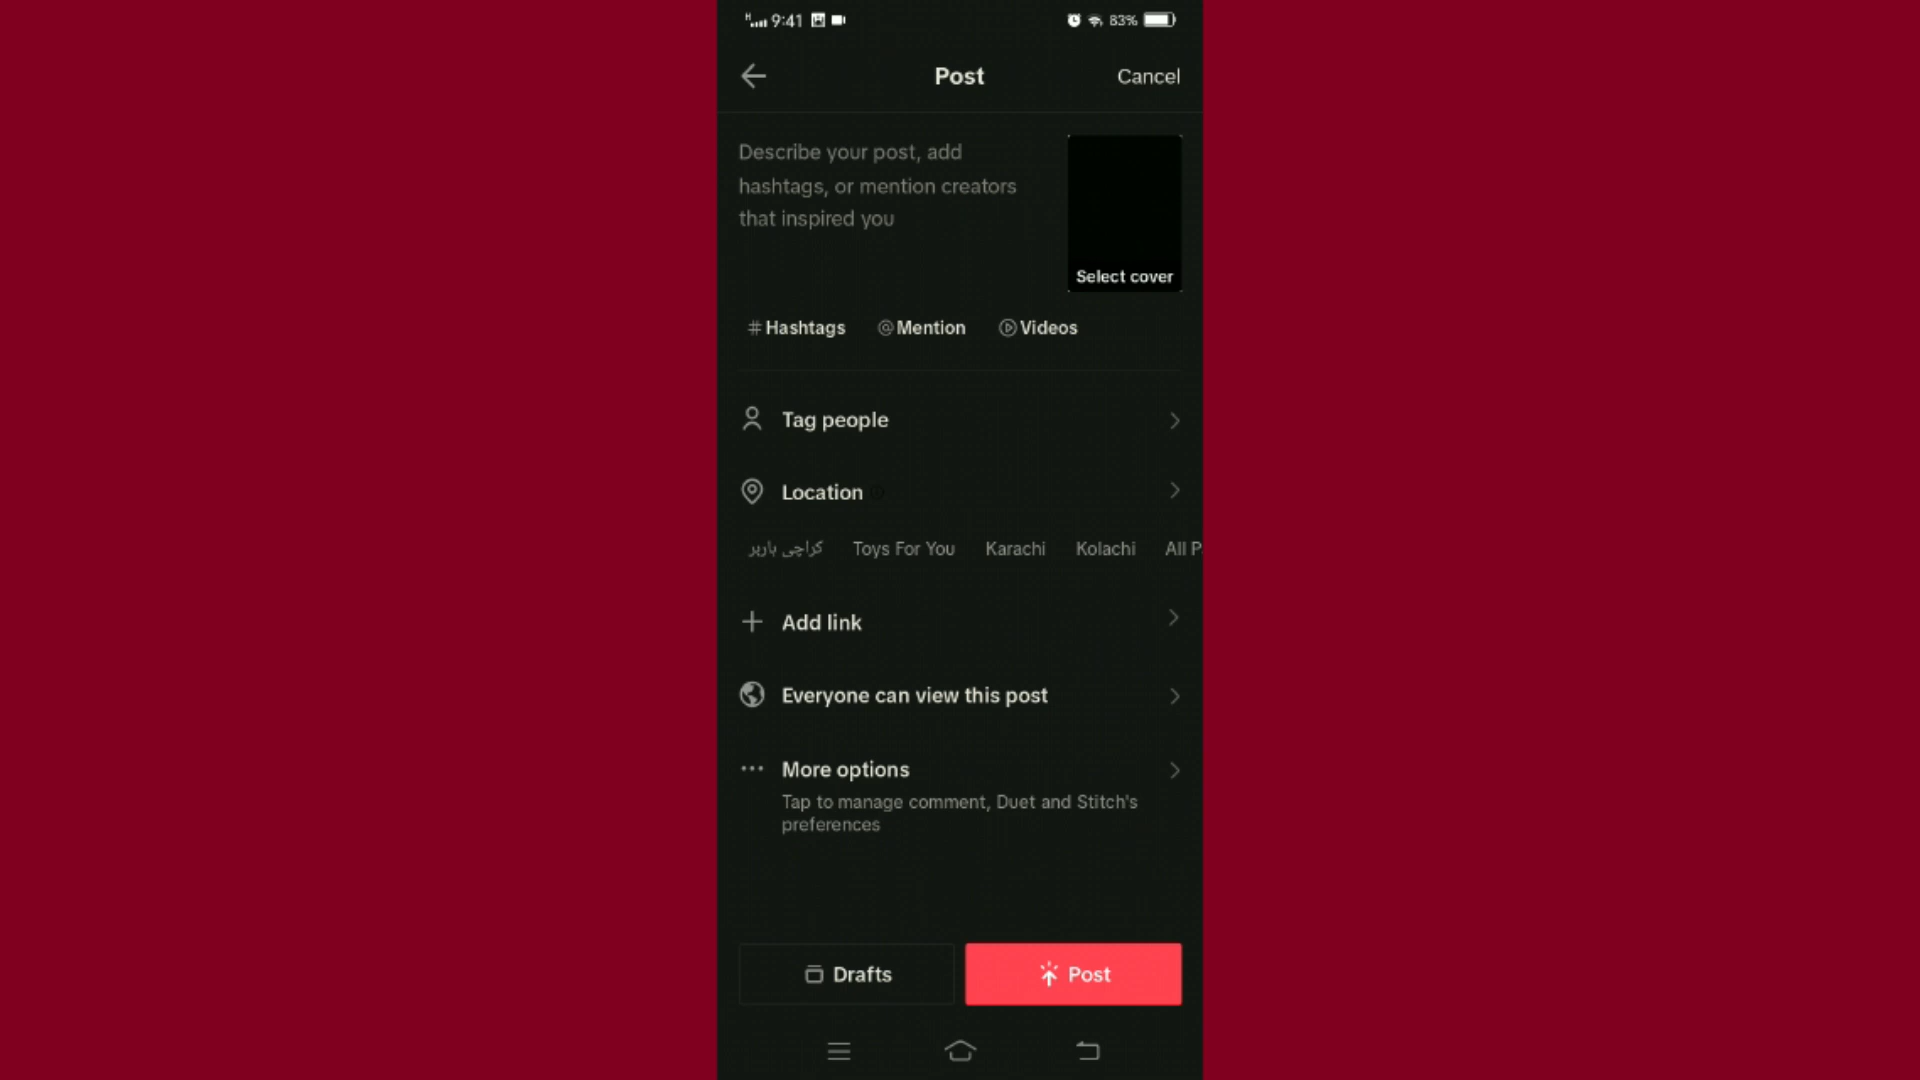 H 9:41 83%
Post Cancel
Describe your post, add
hashtags, or mention creators
that inspired you
Select cover
#Hashtags @Mention Videos
Tag people
Location
کراچی باربر Toys For You Karachi Kolachi All P
Add link
Everyone can view this post
More options
Tap to manage comment, Duet and Stitch's
preferences
Drafts Post